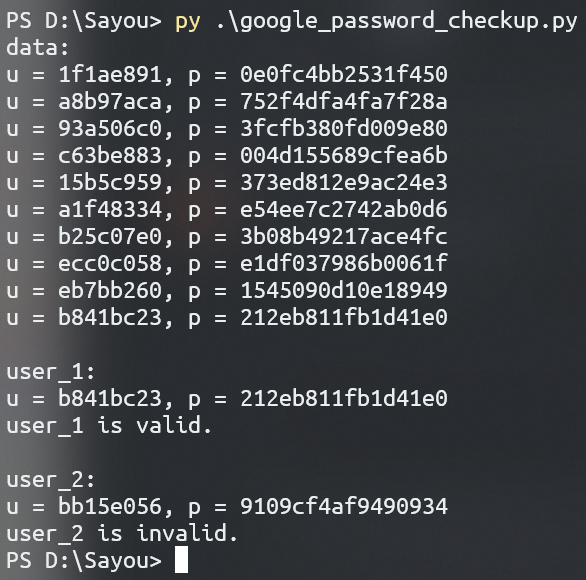 PS D:\Sayou> py .\google_password_checkup.py
data:
u = 1f1ae891, p = 0e0fc4bb2531f450
u = a8b97aca, p = 752f4dfa4fa7f28a
u = 93a506c0, p = 3fcfb380fd009e80
u = c63be883, p = 004d155689cfea6b
u = 15b5c959, p = 373ed812e9ac24e3
u = a1f48334, p = e54ee7c2742ab0d6
u = b25c07e0, p = 3b08b49217ace4fc
u = ecc0c058, p = e1df037986b0061f
u = eb7bb260, p = 1545090d10e18949
u = b841bc23, p = 212eb811fb1d41e0

user_1:
u = b841bc23, p = 212eb811fb1d41e0
user_1 is valid.

user_2:
u = bb15e056, p = 9109cf4af9490934
user_2 is invalid.
PS D:\Sayou>